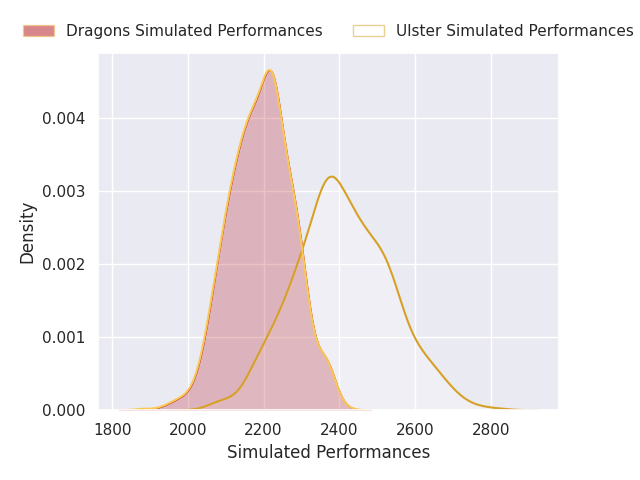 Dragons Simulated Performances
Ulster Simulated Performances
0.004
0.003
0.002
0.001
0.000
Density
1800
2000
2200
2400
2600
2800
Simulated Performances